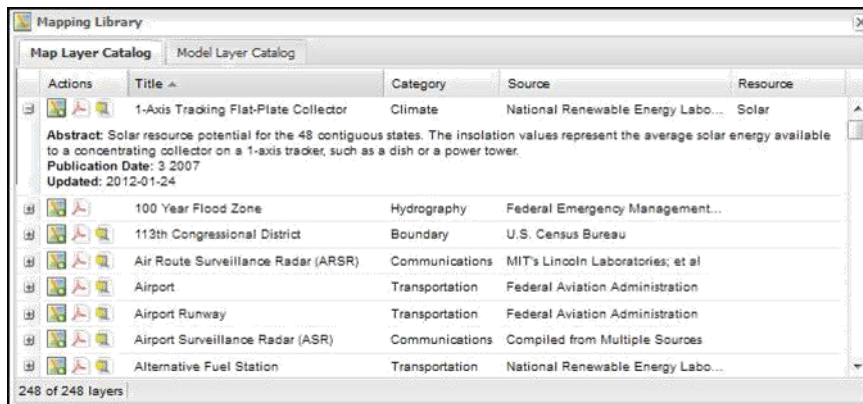 Mapping Library
Map Layer Catalog Model Layer Catalog
Actions Title Category Source Resource
1-Axis Tracking Flat-Plate Collector Climate National Renewable Energy Labo... Solar
Abstract: Solar resource potential for the 48 contiguous states. The insolation values represent the average solar energy available
to a concentrating collector on a 1-axis tracker, such as a dish or a power tower.
Publication Date: 3 2007
Updated: 2012-01-24
100 Year Flood Zone Hydrography Federal Emergency Management...
113th Congressional District Boundary U.S. Census Bureau
Air Route Surveillance Radar (ARSR) Communications MIT's Lincoln Laboratories; et al
Airport Transportation Federal Aviation Administration
Airport Runway Transportation Federal Aviation Administration
Airport Surveillance Radar (ASR) Communications Compiled from Multiple Sources
Alternative Fuel Station Transportation National Renewable Energy Labo...
248 of 248 layers